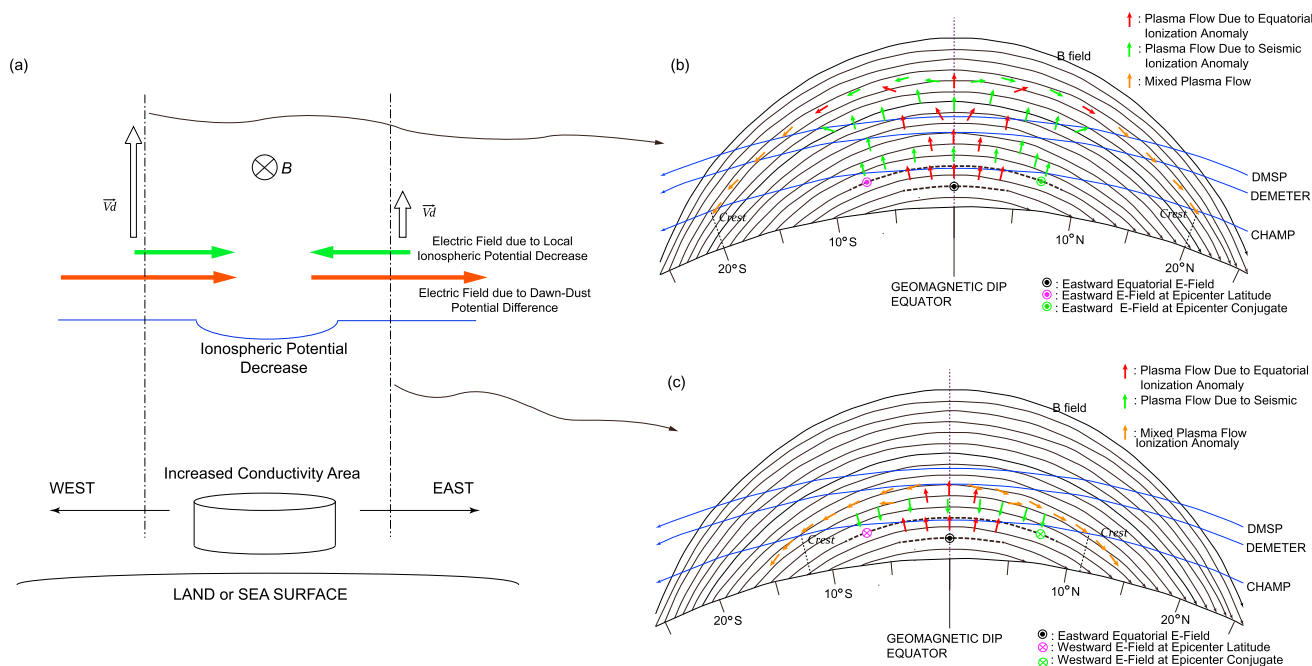 (a)
Vd
B
Vd
Electric Field due to Local
Ionospheric Potential Decrease
Electric Field due to Dawn-Dust
Potential Difference
Ionospheric Potential
Decrease
Increased Conductivity Area
WEST
EAST
LAND or SEA SURFACE
(b)
B field
: Plasma Flow Due to Equatorial
Ionization Anomaly
: Plasma Flow Due to Seismic
Ionization Anomaly
: Mixed Plasma Flow
DMSP
DEMETER
CHAMP
Crest
Crest
20°S
10°S
10°N
20°N
GEOMAGNETIC DIP
EQUATOR
: Eastward Equatorial E-Field
: Eastward E-Field at Epicenter Latitude
: Eastward E-Field at Epicenter Conjugate
(c)
B field
: Plasma Flow Due to Equatorial
Ionization Anomaly
: Plasma Flow Due to Seismic
: Mixed Plasma Flow
Ionization Anomaly
DMSP
DEMETER
CHAMP
Crest
Crest
20°S
10°S
10°N
20°N
GEOMAGNETIC DIP
EQUATOR
: Eastward Equatorial E-Field
: Westward E-Field at Epicenter Latitude
: Westward E-Field at Epicenter Conjugate